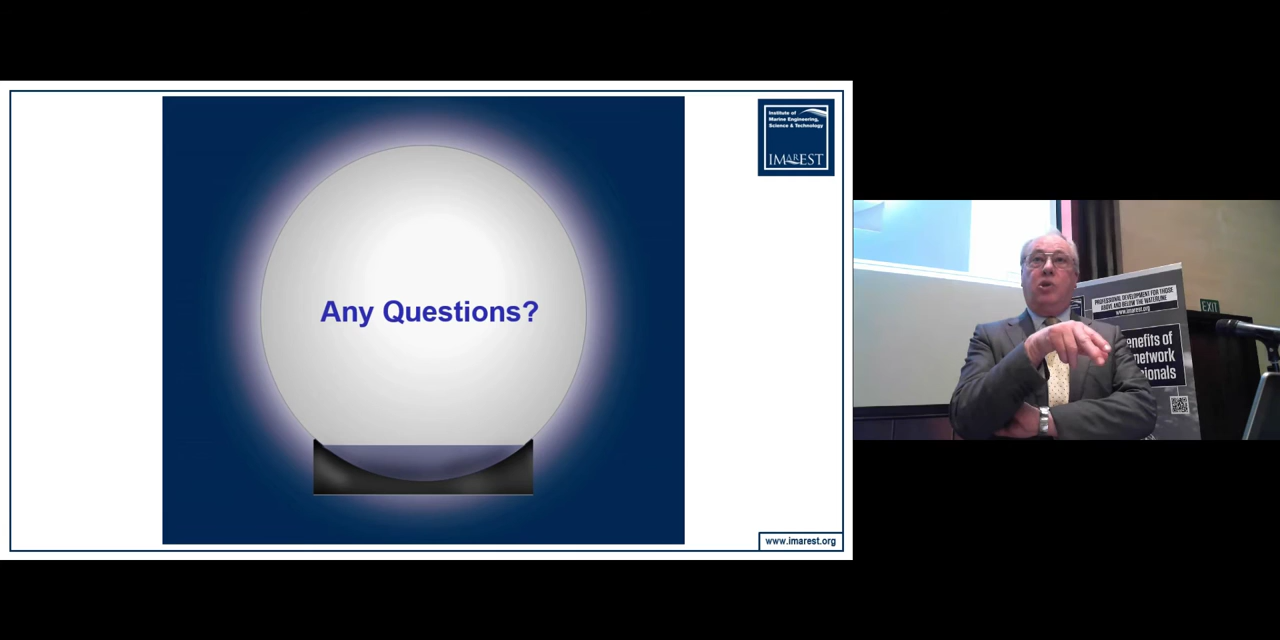 Institute of
Marine Engineering,
Science & Technology
IMarEST
Any Questions?
www.imarest.org
PROFESSIONAL DEVELOPMENT FOR THOSE
ABOVE AND BELOW THE WATERLINE
www.imarest.org
EXIT
enefits of
network
sionals